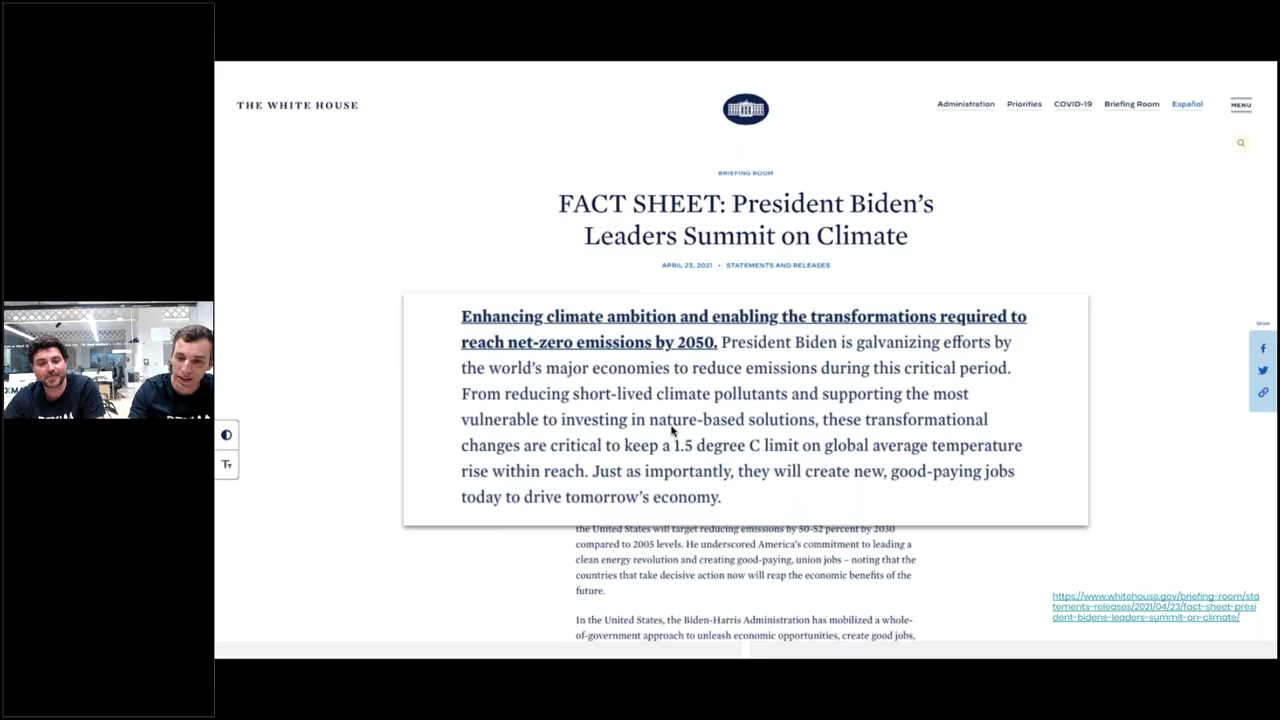 THE WHITE HOUSE
Administration Priorities COVID-19 Briefing Room Español MENU
BRIEFING ROOM
FACT SHEET: President Biden's
Leaders Summit on Climate
APRIL 23, 2021 • STATEMENTS AND RELEASES
Enhancing climate ambition and enabling the transformations required to
reach net-zero emissions by 2050. President Biden is galvanizing efforts by
the world's major economies to reduce emissions during this critical period.
From reducing short-lived climate pollutants and supporting the most
vulnerable to investing in nature-based solutions, these transformational
changes are critical to keep a 1.5 degree C limit on global average temperature
rise within reach. Just as importantly, they will create new, good-paying jobs
today to drive tomorrow's economy.
the United States will target reducing emissions by 50-52 percent by 2030
compared to 2005 levels. He underscored America's commitment to leading a
clean energy revolution and creating good-paying, union jobs – noting that the
countries that take decisive action now will reap the economic benefits of the
future.
In the United States, the Biden-Harris Administration has mobilized a whole-
of-government approach to unleash economic opportunities, create good jobs,
https://www.whitehouse.gov/briefing-room/sta
tements-releases/2021/04/23/fact-sheet-presi
dent-bidens-leaders-summit-on-climate/
Tт